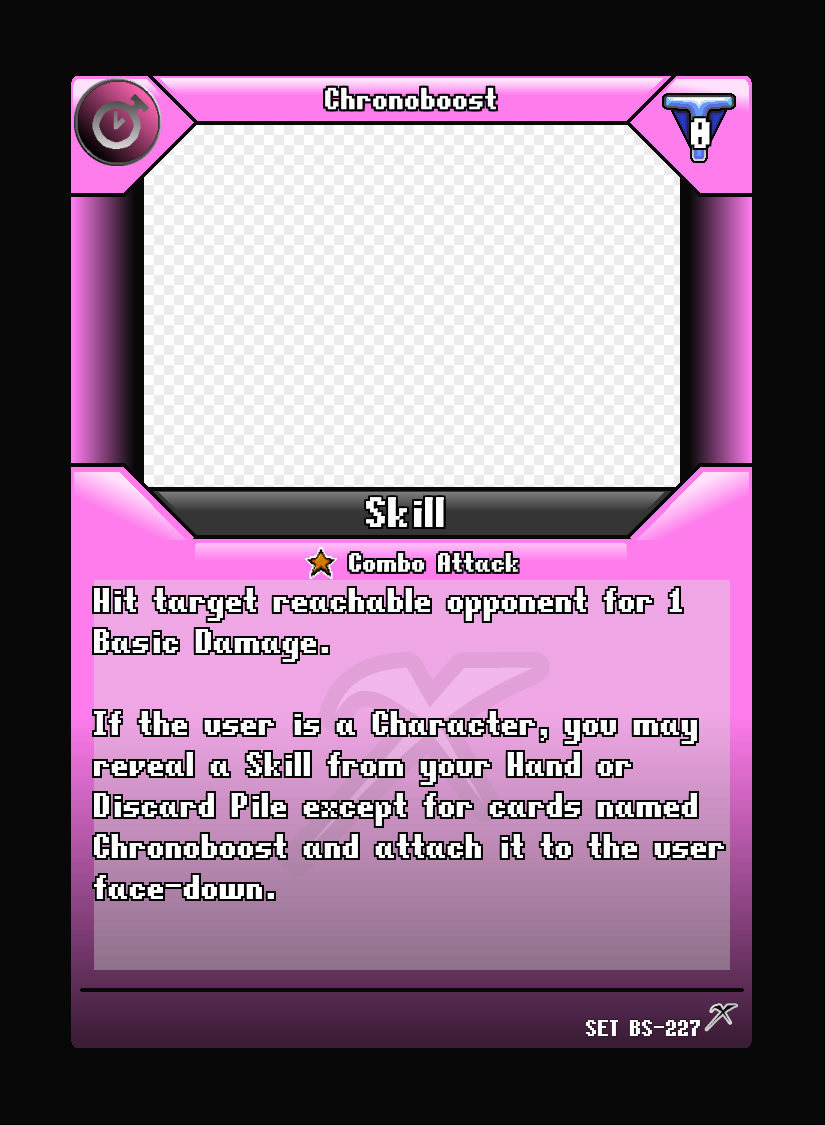 Chronoboost
0
Skill
Combo Attack
Hit target reachable opponent for 1
Basic Damage.
If the user is a Character, you may
reveal a Skill from your Hand or
Discard Pile except for cards named
Chronoboost and attach it to the user
face-down.
SET BS-227